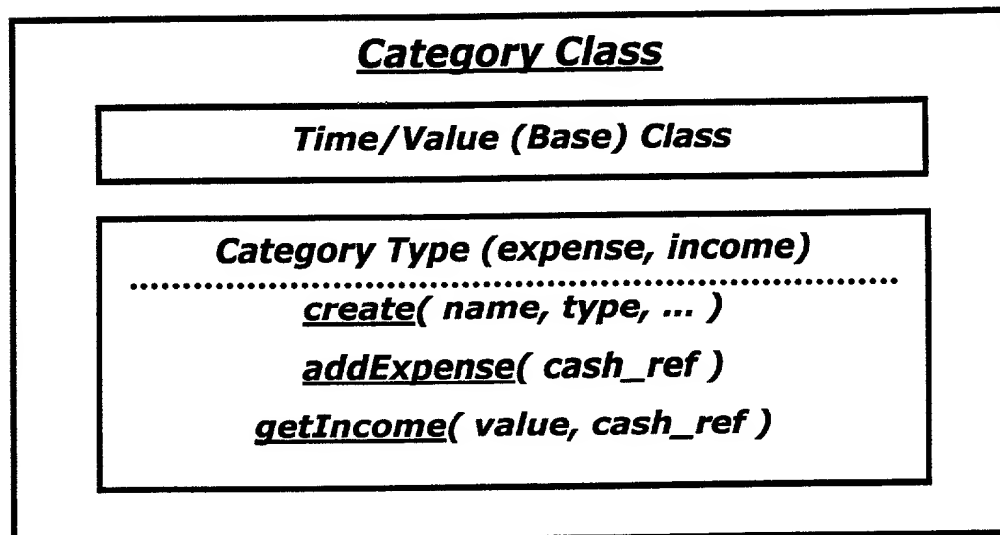 Category Class
Time/Value (Base) Class
Category Type (expense, income)
create( name, type, ... )
addExpense( cash_ref )
getIncome( value, cash_ref )